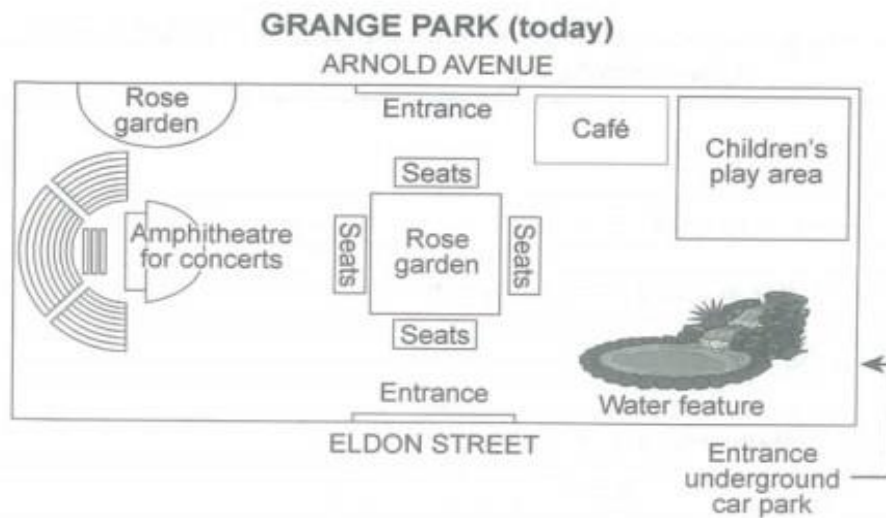 GRANGE PARK (today)
ARNOLD AVENUE
Rose
garden
Entrance
Café
Children's
play area
Seats
Amphitheatre
for concerts
Seats
Rose
garden
Seats
Seats
Entrance
Water feature
ELDON STREET
Entrance
underground
car park